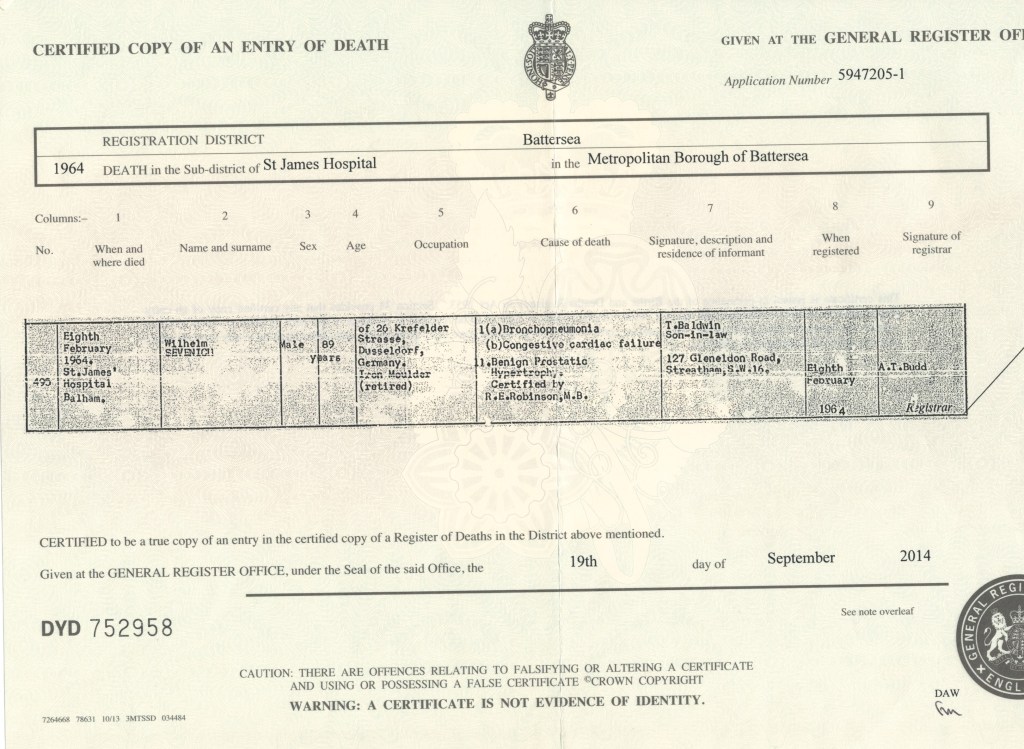 CERTIFIED COPY OF AN ENTRY OF DEATH
GIVEN AT THE GENERAL REGISTER OF
Application Number 5947205-1
REGISTRATION DISTRICT Battersea
1964 DEATH in the Sub-district of St James Hospital in the Metropolitan Borough of Battersea
Columns:– 1 2 3 4 5 6 7 8 9
No. When and where died Name and surname Sex Age Occupation Cause of death Signature, description and residence of informant When registered Signature of registrar
495
Eighth
February
1964.
St.James'
Hospital
Balham.
Wilhelm
SEVENICH
Male
89
years
of 26 Krefelder
Strasse,
Dusseldorf,
Germany.
Iron Moulder
(retired)
1(a)Bronchopneumonia
(b)Congestive cardiac failure
11.Benign Prostatic
Hypertrophy.
Certified by
R.E.Robinson,M.B.
T.Baldwin
Son-in-law
127 Gleneldon Road,
Streatham,S.W.16.
Eighth
February
1964
A.T.Budd
Registrar
CERTIFIED to be a true copy of an entry in the certified copy of a Register of Deaths in the District above mentioned.
Given at the GENERAL REGISTER OFFICE, under the Seal of the said Office, the 19th day of September 2014
See note overleaf
DYD 752958
GENERAL REGI
ENGL
CAUTION: THERE ARE OFFENCES RELATING TO FALSIFYING OR ALTERING A CERTIFICATE
AND USING OR POSSESSING A FALSE CERTIFICATE ©CROWN COPYRIGHT
WARNING: A CERTIFICATE IS NOT EVIDENCE OF IDENTITY.
DAW
7264668 78631 10/13 3MTSSD 034484